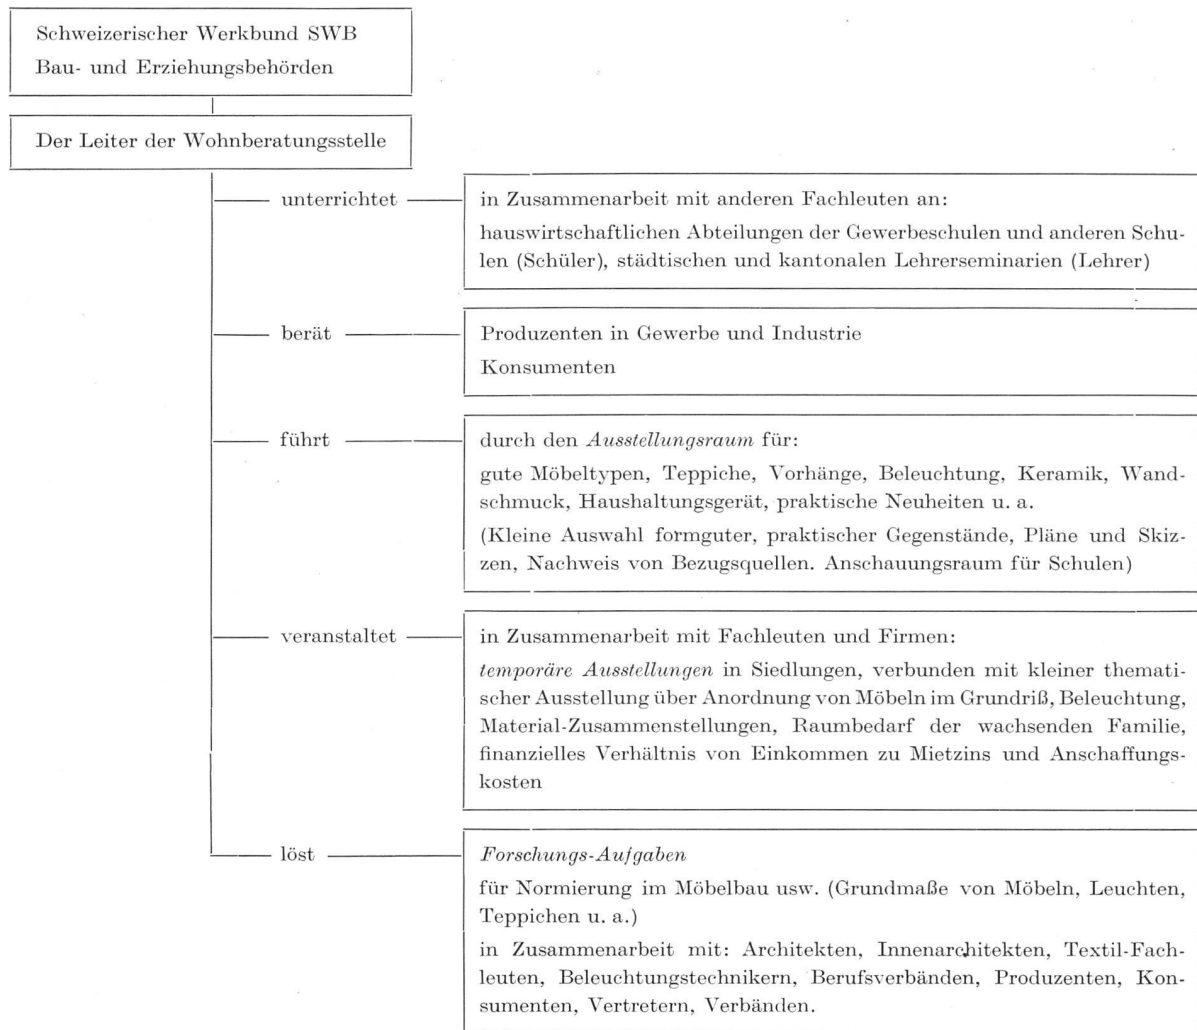 Schweizerischer Werkbund SWB
Bau- und Erziehungsbehörden
Der Leiter der Wohnberatungsstelle
unterrichtet
in Zusammenarbeit mit anderen Fachleuten an:
hauswirtschaftlichen Abteilungen der Gewerbeschulen und anderen Schu-
len (Schüler), städtischen und kantonalen Lehrerseminarien (Lehrer)
berät
Produzenten in Gewerbe und Industrie
Konsumenten
führt
durch den Ausstellungsraum für:
gute Möbeltypen, Teppiche, Vorhänge, Beleuchtung, Keramik, Wand-
schmuck, Haushaltungsgerät, praktische Neuheiten u. a.
(Kleine Auswahl formguter, praktischer Gegenstände, Pläne und Skiz-
zen, Nachweis von Bezugsquellen. Anschauungsraum für Schulen)
veranstaltet
in Zusammenarbeit mit Fachleuten und Firmen:
temporäre Ausstellungen in Siedlungen, verbunden mit kleiner themati-
scher Ausstellung über Anordnung von Möbeln im Grundriß, Beleuchtung,
Material-Zusammenstellungen, Raumbedarf der wachsenden Familie,
finanzielles Verhältnis von Einkommen zu Mietzins und Anschaffungs-
kosten
löst
Forschungs-Aufgaben
für Normierung im Möbelbau usw. (Grundmaße von Möbeln, Leuchten,
Teppichen u. a.)
in Zusammenarbeit mit: Architekten, Innenarchitekten, Textil-Fach-
leuten, Beleuchtungstechnikern, Berufsverbänden, Produzenten, Kon-
sumenten, Vertretern, Verbänden.